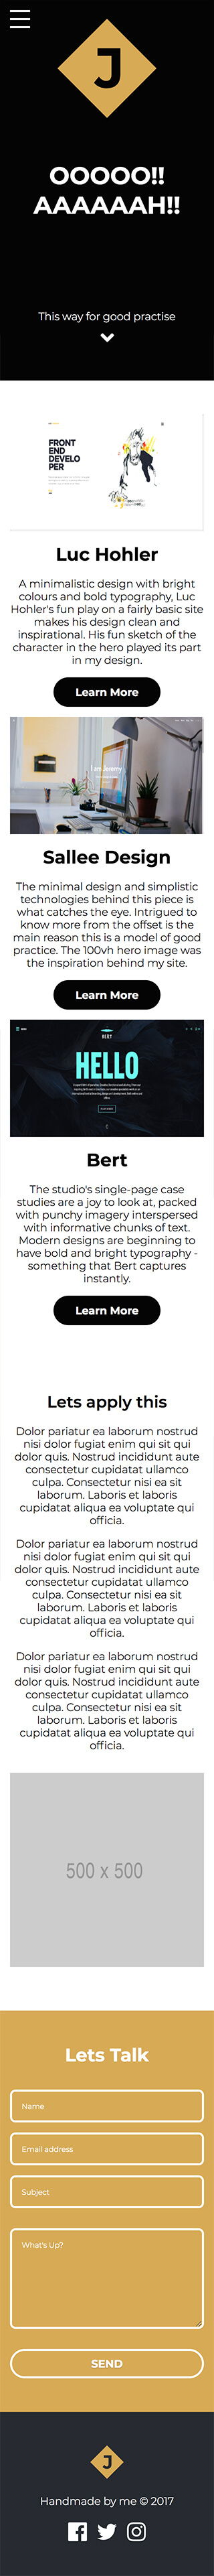 J
OOOOO!!
AAAAAAH!!
This way for good practise
FRONT
END
DEVELO
PER
Luc Hohler
A minimalistic design with bright
colours and bold typography, Luc
Hohler's fun play on a fairly basic site
makes his design clean and
inspirational. His fun sketch of the
character in the hero played its part
in my design.
Learn More
I am Jeremy
Sallee Design
The minimal design and simplistic
technologies behind this piece is
what catches the eye. Intrigued to
know more from the offset is the
main reason this is a model of good
practice. The 100vh hero image was
the inspiration behind my site.
Learn More
BERT
HELLO
Bert
The studio's single-page case
studies are a joy to look at, packed
with punchy imagery interspersed
with informative chunks of text.
Modern designs are beginning to
have bold and bright typography -
something that Bert captures
instantly.
Learn More
Lets apply this
Dolor pariatur ea laborum nostrud
nisi dolor fugiat enim qui sit qui
dolor quis. Nostrud incididunt aute
consectetur cupidatat ullamco
culpa. Consectetur nisi ea sit
laborum. Laboris et laboris
cupidatat aliqua ea voluptate qui
officia.
Dolor pariatur ea laborum nostrud
nisi dolor fugiat enim qui sit qui
dolor quis. Nostrud incididunt aute
consectetur cupidatat ullamco
culpa. Consectetur nisi ea sit
laborum. Laboris et laboris
cupidatat aliqua ea voluptate qui
officia.
Dolor pariatur ea laborum nostrud
nisi dolor fugiat enim qui sit qui
dolor quis. Nostrud incididunt aute
consectetur cupidatat ullamco
culpa. Consectetur nisi ea sit
laborum. Laboris et laboris
cupidatat aliqua ea voluptate qui
officia.
500 x 500
Lets Talk
Name
Email address
Subject
What's Up?
SEND
J
Handmade by me © 2017